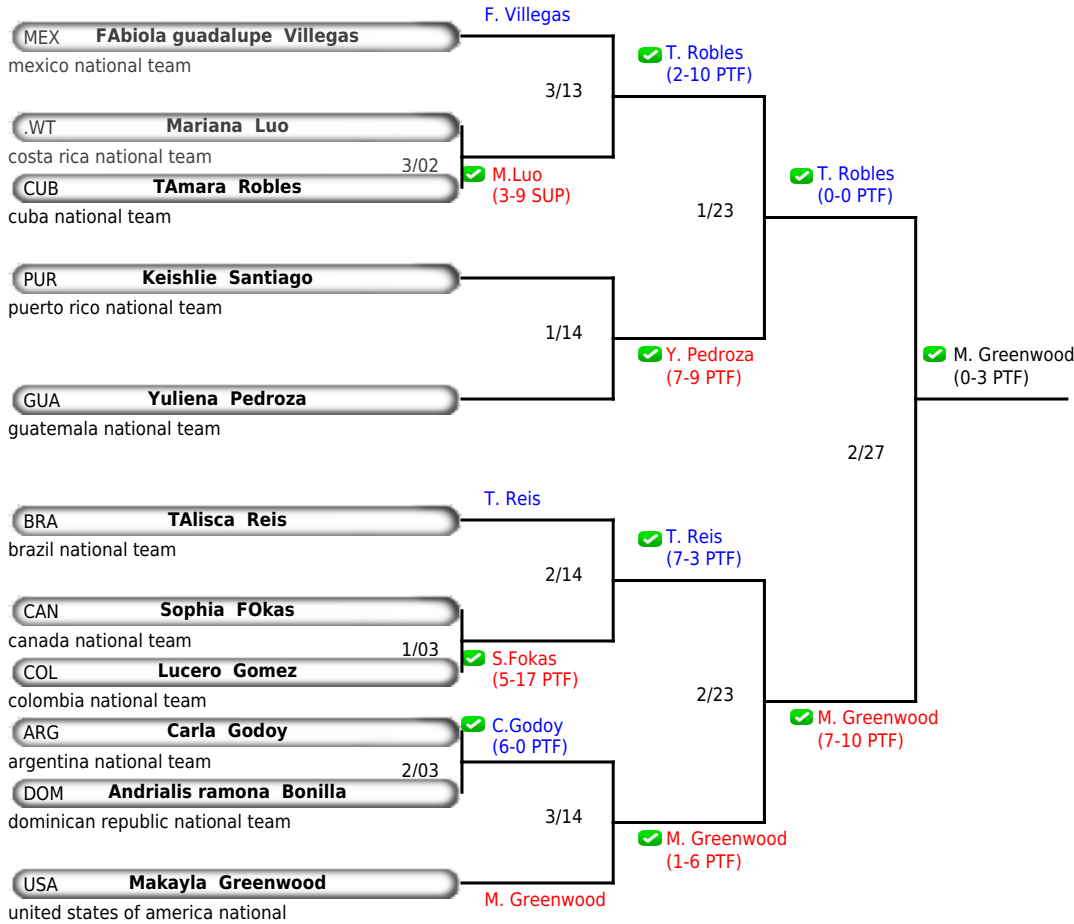 F. Villegas
MEX FAbiola guadalupe Villegas
mexico national team
T. Robles
(2-10 PTF)
3/13
.WT Mariana Luo
costa rica national team
3/02
M.Luo
(3-9 SUP)
CUB TAmara Robles
cuba national team
T. Robles
(0-0 PTF)
1/23
PUR Keishlie Santiago
puerto rico national team
1/14
Y. Pedroza
(7-9 PTF)
GUA Yuliena Pedroza
guatemala national team
M. Greenwood
(0-3 PTF)
2/27
T. Reis
BRA TAlisca Reis
brazil national team
T. Reis
(7-3 PTF)
2/14
CAN Sophia FOkas
canada national team
1/03
S.Fokas
(5-17 PTF)
COL Lucero Gomez
colombia national team
2/23
M. Greenwood
(7-10 PTF)
ARG Carla Godoy
argentina national team
C.Godoy
(6-0 PTF)
2/03
DOM Andrialis ramona Bonilla
dominican republic national team
3/14
M. Greenwood
(1-6 PTF)
USA Makayla Greenwood
united states of america national
M. Greenwood